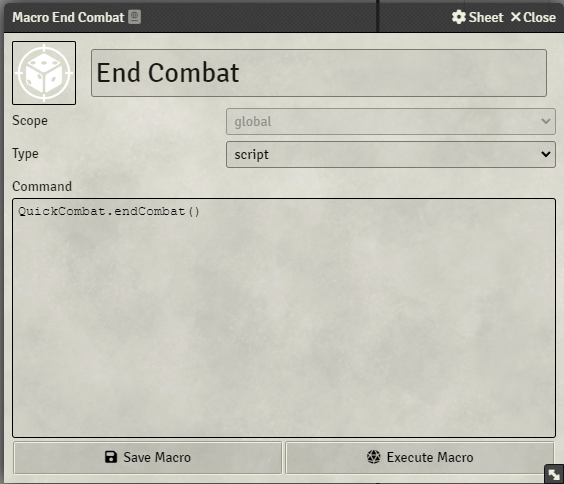 Macro End Combat Sheet Close
End Combat
Scope global
Type script
Command
QuickCombat.endCombat()
Save Macro Execute Macro